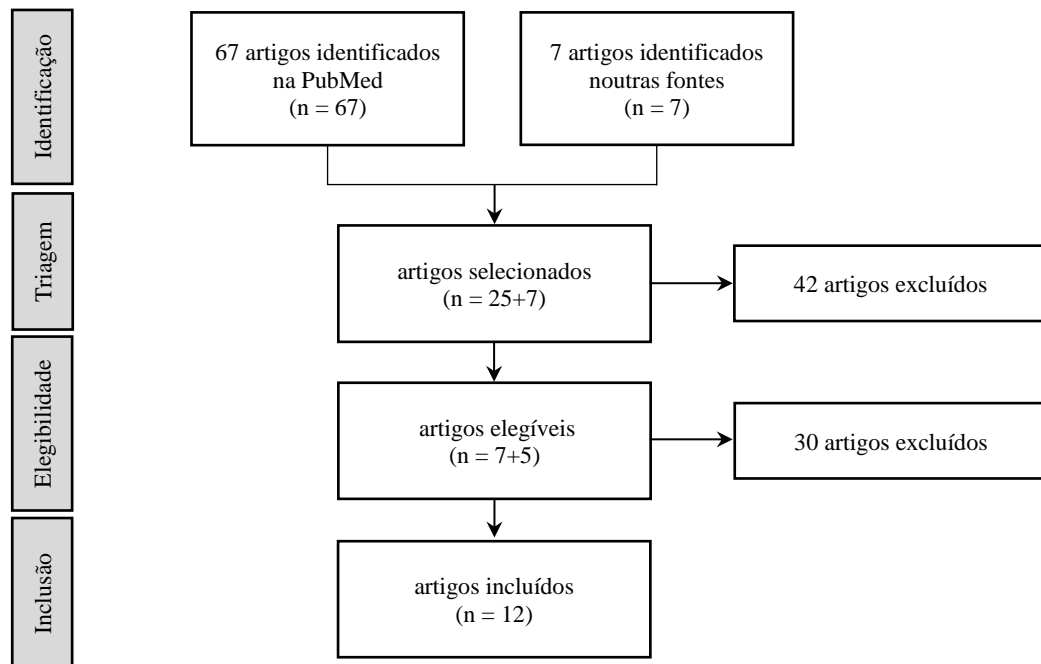 Identificação
67 artigos identificados
na PubMed
(n = 67)
7 artigos identificados
noutras fontes
(n = 7)
Triagem
artigos selecionados
(n = 25+7)
42 artigos excluídos
Elegibilidade
artigos elegíveis
(n = 7+5)
30 artigos excluídos
Inclusão
artigos incluídos
(n = 12)